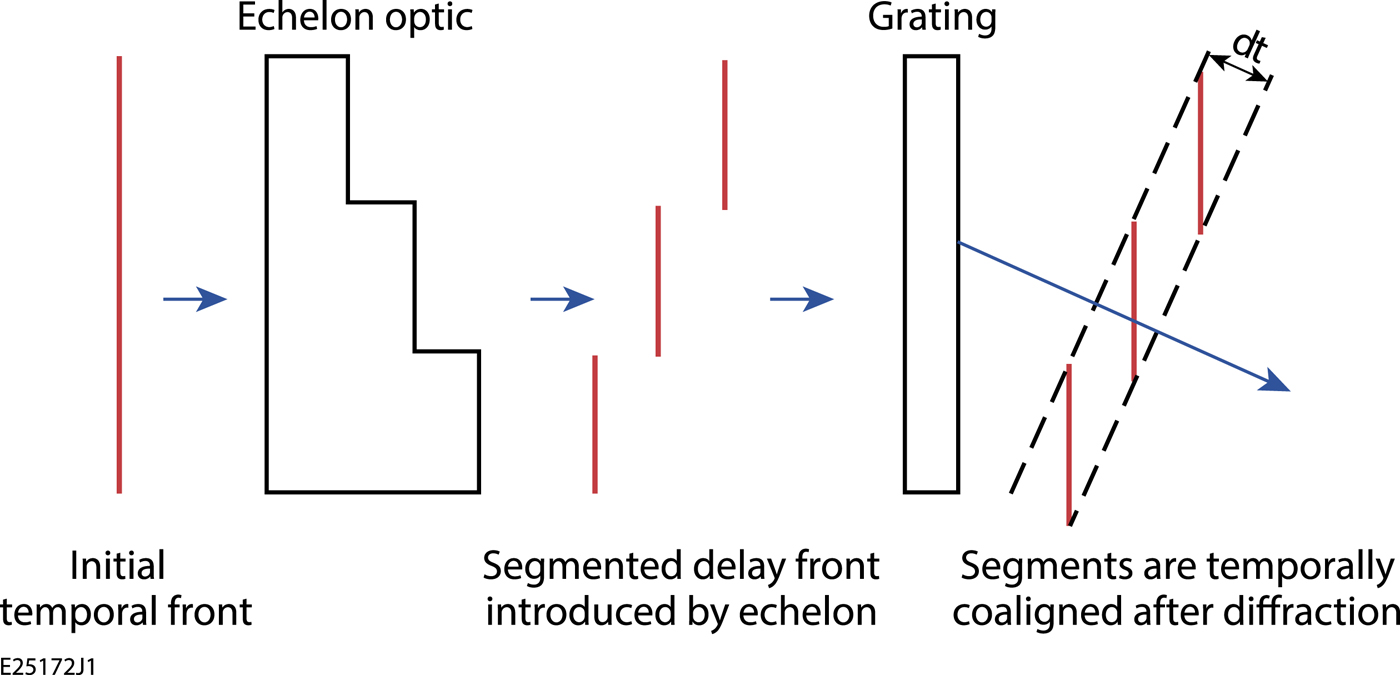 Echelon optic
Grating
dt
Initial
temporal front
Segmented delay front
introduced by echelon
Segments are temporally
coaligned after diffraction
E25172J1